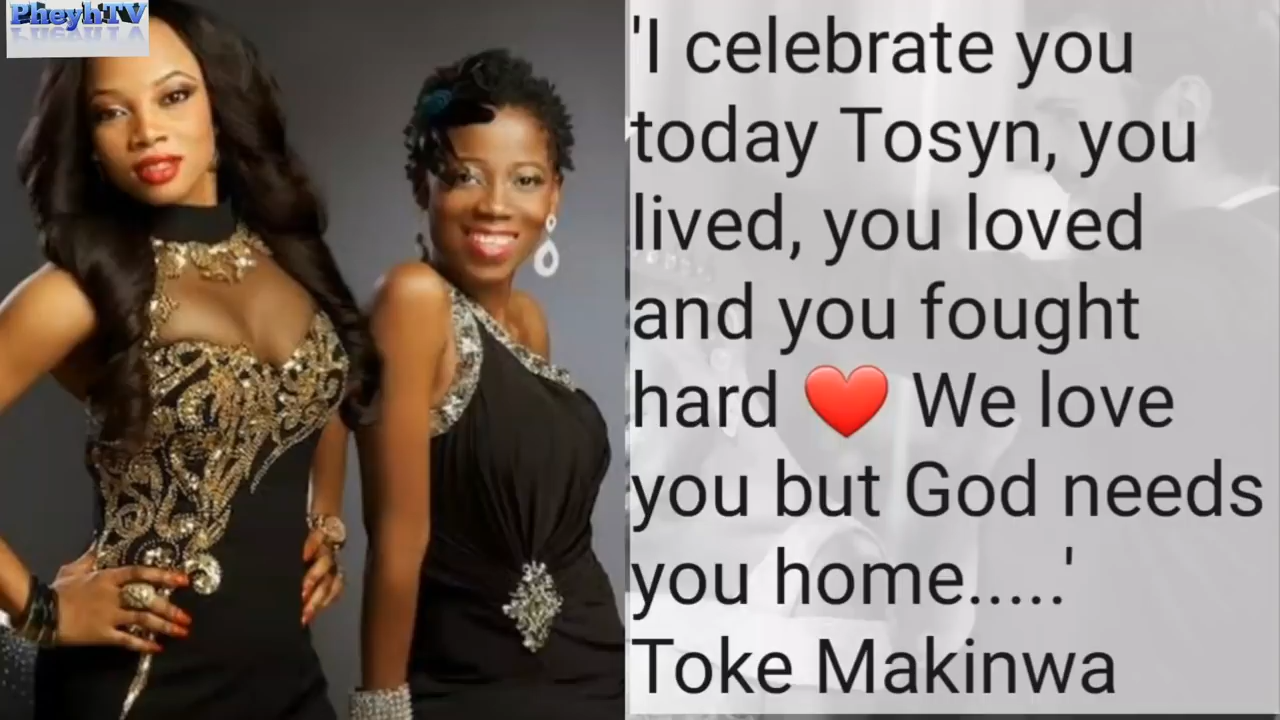 PheyhTV
'I celebrate you
today Tosyn, you
lived, you loved
and you fought
hard ❤️ We love
you but God needs
you home.....'
Toke Makinwa